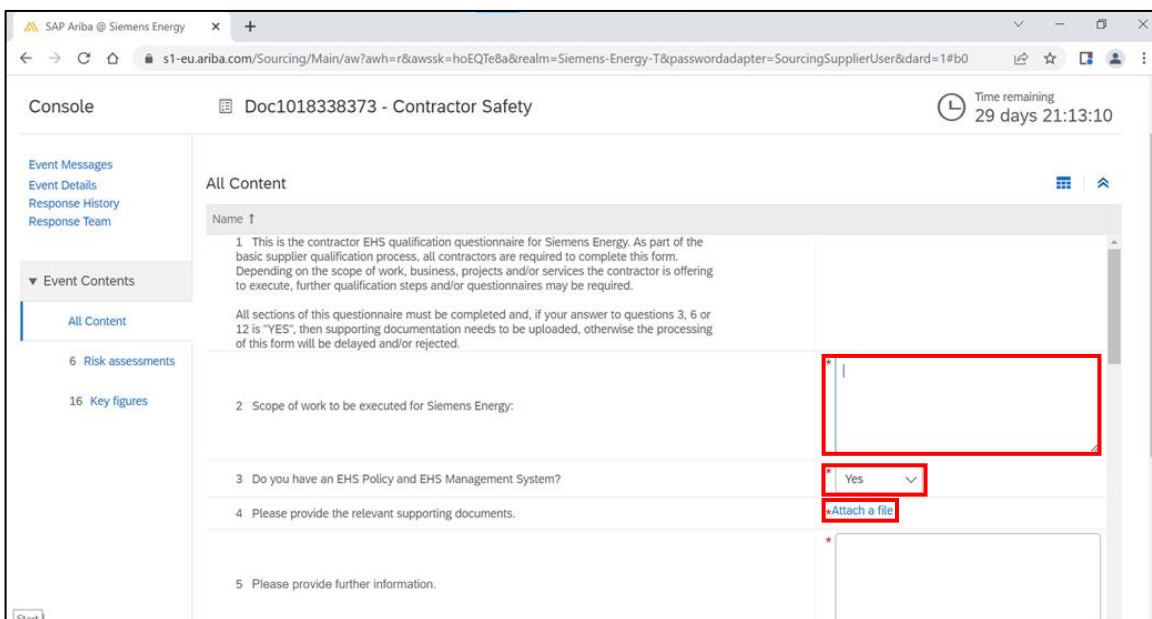 SAP Ariba @ Siemens Energy
s1-eu.ariba.com/Sourcing/Main/aw?awh=r&awssk=hoEQTe8a&realm=Siemens-Energy-T&passwordadapter=SourcingSupplierUser&dard=1#b0
Console
Doc1018338373 - Contractor Safety
Time remaining
29 days 21:13:10
Event Messages
Event Details
Response History
Response Team
All Content
Name ↑
1 This is the contractor EHS qualification questionnaire for Siemens Energy. As part of the
basic supplier qualification process, all contractors are required to complete this form.
Depending on the scope of work, business, projects and/or services the contractor is offering
to execute, further qualification steps and/or questionnaires may be required.
All sections of this questionnaire must be completed and, if your answer to questions 3, 6 or
12 is "YES", then supporting documentation needs to be uploaded, otherwise the processing
of this form will be delayed and/or rejected.
▼ Event Contents
All Content
6 Risk assessments
16 Key figures
2 Scope of work to be executed for Siemens Energy:
*
3 Do you have an EHS Policy and EHS Management System?
* Yes
4 Please provide the relevant supporting documents.
*Attach a file
5 Please provide further information.
*
Start